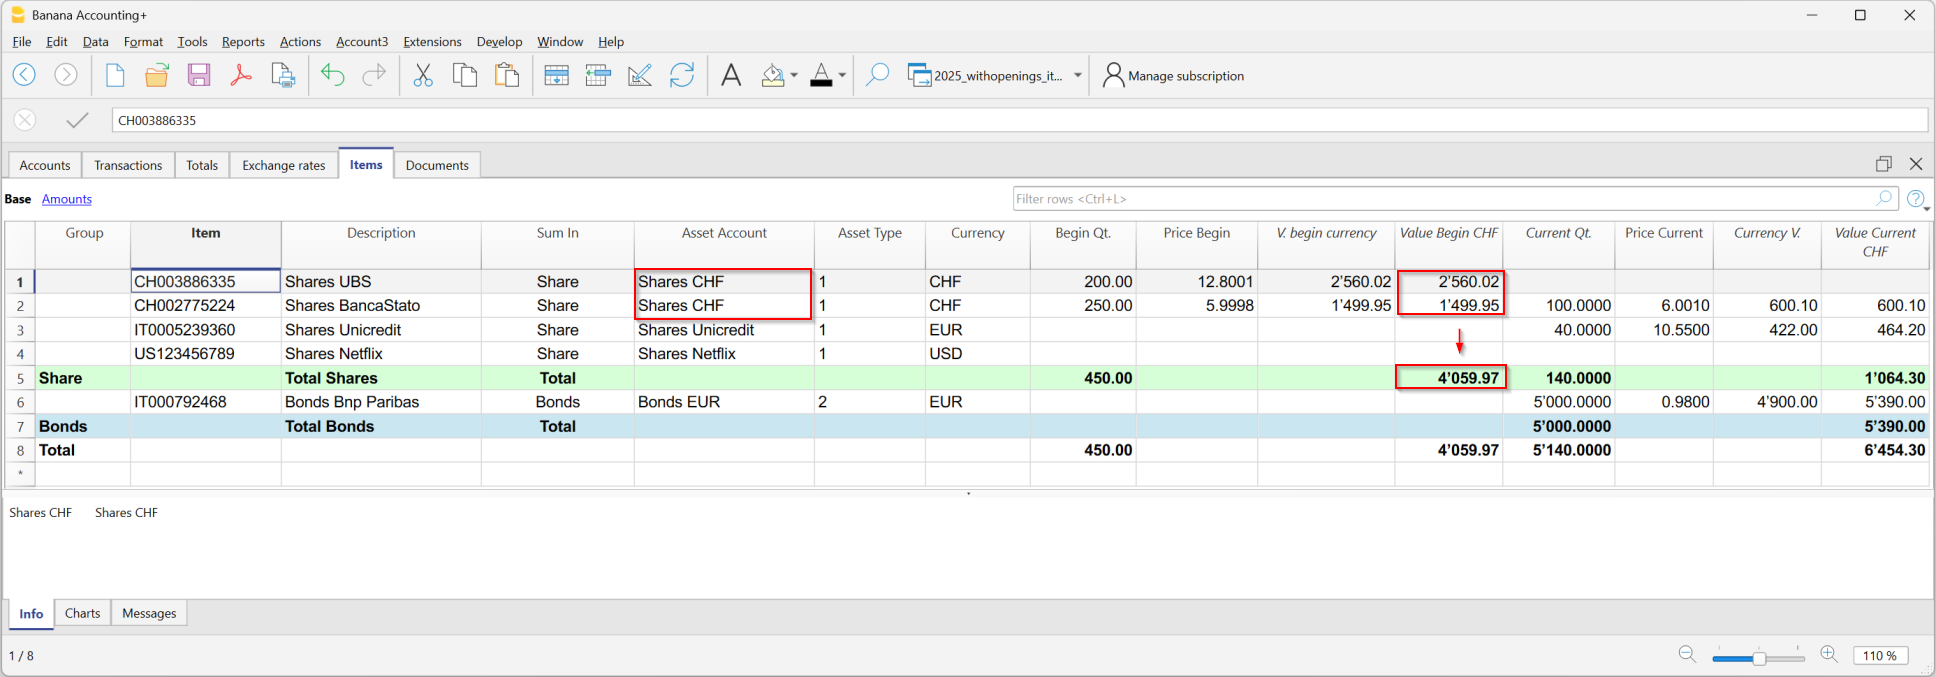 Banana Accounting+
File Edit Data Format Tools Reports Actions Account3 Extensions Develop Window Help
2025_withopenings_it... Manage subscription
CH003886335
Accounts Transactions Totals Exchange rates Items Documents
Base Amounts Filter rows <Ctrl+L>
Group Item Description Sum In Asset Account Asset Type Currency Begin Qt. Price Begin V. begin currency Value Begin CHF Current Qt. Price Current Currency V. Value Current CHF
1 CH003886335 Shares UBS Share Shares CHF 1 CHF 200.00 12.8001 2'560.02 2'560.02
2 CH002775224 Shares BancaStato Share Shares CHF 1 CHF 250.00 5.9998 1'499.95 1'499.95 100.0000 6.0010 600.10 600.10
3 IT0005239360 Shares Unicredit Share Shares Unicredit 1 EUR 40.0000 10.5500 422.00 464.20
4 US123456789 Shares Netflix Share Shares Netflix 1 USD
5 Share Total Shares Total 450.00 4'059.97 140.0000 1'064.30
6 IT000792468 Bonds Bnp Paribas Bonds Bonds EUR 2 EUR 5'000.0000 0.9800 4'900.00 5'390.00
7 Bonds Total Bonds Total 5'000.0000 5'390.00
8 Total 450.00 4'059.97 5'140.0000 6'454.30
*
Shares CHF Shares CHF
Info Charts Messages
1 / 8 110 %